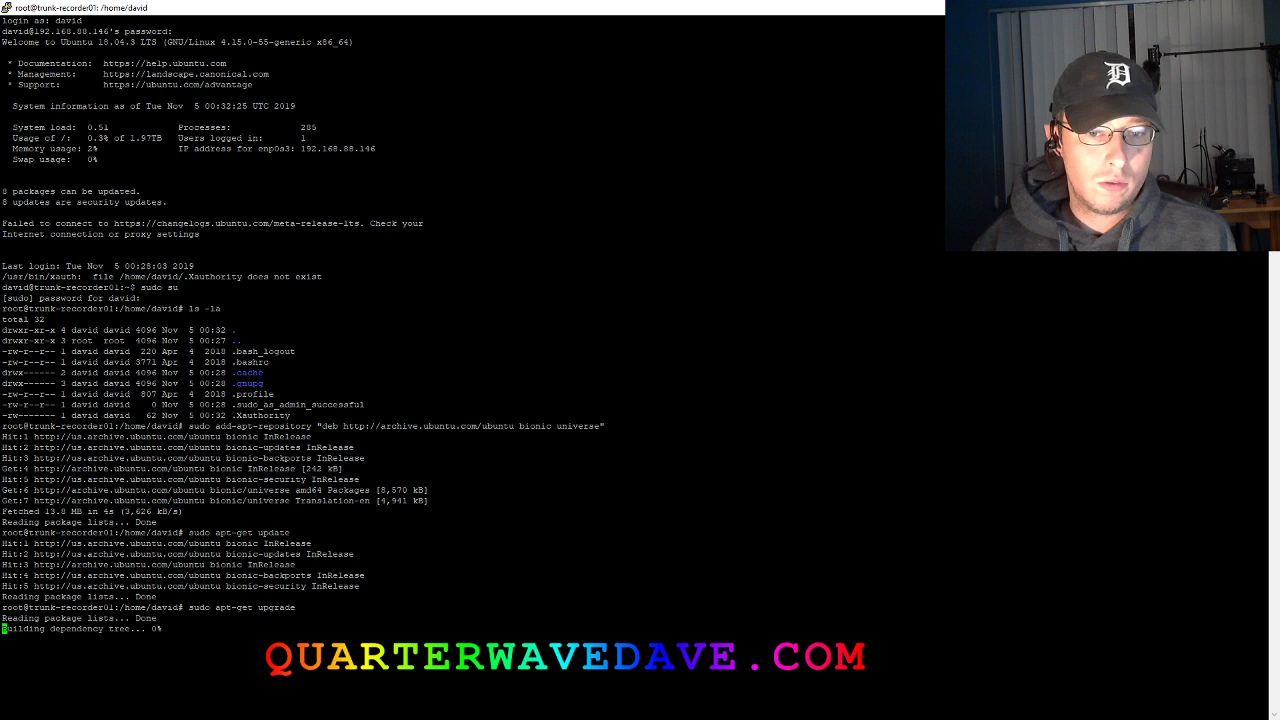 root@trunk-recorder01: /home/david
login as: david
david@192.168.88.146's password:
Welcome to Ubuntu 18.04.3 LTS (GNU/Linux 4.15.0-55-generic x86_64)
* Documentation:  https://help.ubuntu.com
* Management:     https://landscape.canonical.com
* Support:        https://ubuntu.com/advantage
System information as of Tue Nov  5 00:32:25 UTC 2019
System load:  0.51             Processes:             285
Usage of /:   0.3% of 1.97TB   Users logged in:       1
Memory usage: 2%               IP address for enp0s3: 192.168.88.146
Swap usage:   0%
8 packages can be updated.
8 updates are security updates.
Failed to connect to https://changelogs.ubuntu.com/meta-release-lts. Check your
Internet connection or proxy settings
Last login: Tue Nov  5 00:28:03 2019
/usr/bin/xauth:  file /home/david/.Xauthority does not exist
david@trunk-recorder01:~$ sudo su
[sudo] password for david:
root@trunk-recorder01:/home/david# ls -la
total 32
drwxr-xr-x 4 david david 4096 Nov  5 00:32 .
drwxr-xr-x 3 root  root  4096 Nov  5 00:27 ..
-rw-r--r-- 1 david david  220 Apr  4  2018 .bash_logout
-rw-r--r-- 1 david david 3771 Apr  4  2018 .bashrc
drwx------ 2 david david 4096 Nov  5 00:28 .cache
drwx------ 3 david david 4096 Nov  5 00:28 .gnupg
-rw-r--r-- 1 david david  807 Apr  4  2018 .profile
-rw-r--r-- 1 david david    0 Nov  5 00:28 .sudo_as_admin_successful
-rw------- 1 david david   62 Nov  5 00:32 .Xauthority
root@trunk-recorder01:/home/david# sudo add-apt-repository "deb http://archive.ubuntu.com/ubuntu bionic universe"
Hit:1 http://us.archive.ubuntu.com/ubuntu bionic InRelease
Hit:2 http://us.archive.ubuntu.com/ubuntu bionic-updates InRelease
Hit:3 http://us.archive.ubuntu.com/ubuntu bionic-backports InRelease
Get:4 http://archive.ubuntu.com/ubuntu bionic InRelease [242 kB]
Hit:5 http://us.archive.ubuntu.com/ubuntu bionic-security InRelease
Get:6 http://archive.ubuntu.com/ubuntu bionic/universe amd64 Packages [8,570 kB]
Get:7 http://archive.ubuntu.com/ubuntu bionic/universe Translation-en [4,941 kB]
Fetched 13.8 MB in 4s (3,626 kB/s)
Reading package lists... Done
root@trunk-recorder01:/home/david# sudo apt-get update
Hit:1 http://us.archive.ubuntu.com/ubuntu bionic InRelease
Hit:2 http://us.archive.ubuntu.com/ubuntu bionic-updates InRelease
Hit:3 http://archive.ubuntu.com/ubuntu bionic InRelease
Hit:4 http://us.archive.ubuntu.com/ubuntu bionic-backports InRelease
Hit:5 http://us.archive.ubuntu.com/ubuntu bionic-security InRelease
Reading package lists... Done
root@trunk-recorder01:/home/david# sudo apt-get upgrade
Reading package lists... Done
Building dependency tree... 0%
QUARTERWAVEDAVE.COM